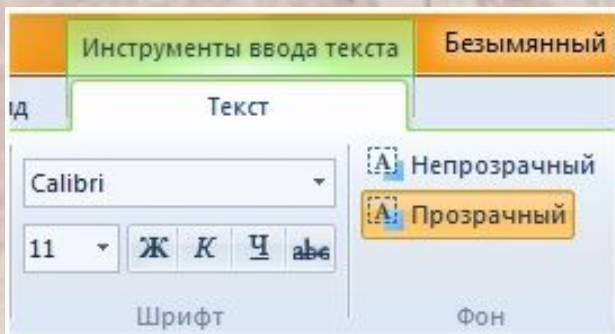 Инструменты ввода текста Безымянный
Текст
Calibri
Непрозрачный
Прозрачный
11 Ж К Ч abc
Шрифт Фон